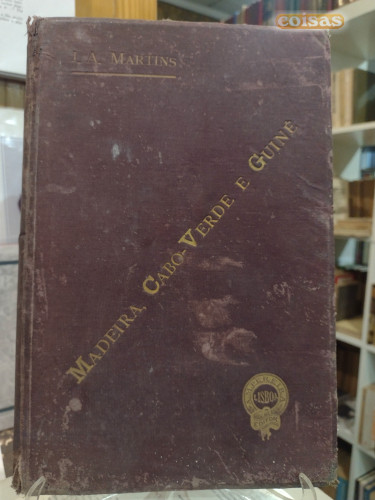 coisas
J. A. MARTINS
MADEIRA, CABO-VERDE E GUINÉ
LISBOA